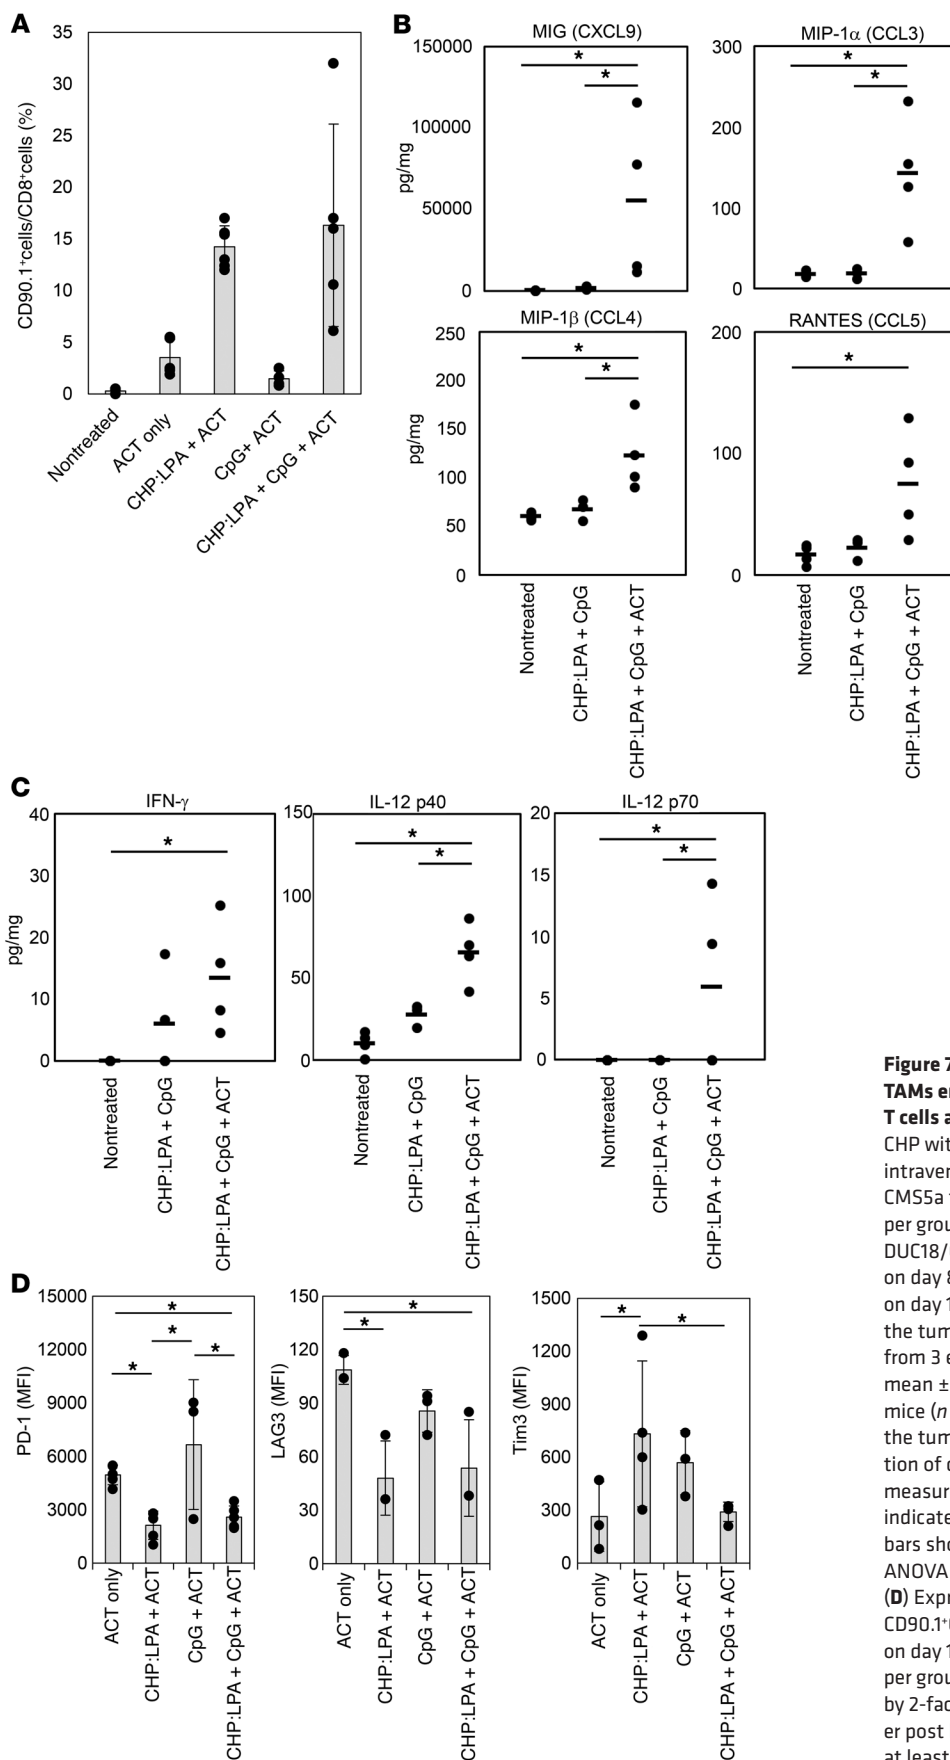 A
CD90.1⁺cells/CD8⁺cells (%)
35
30
25
20
15
10
5
0
Nontreated
ACT only
CHP:LPA + ACT
CpG+ ACT
CHP:LPA + CpG + ACT
B
MIG (CXCL9)
pg/mg
150000
100000
50000
0
*
*
MIP-1α (CCL3)
300
200
100
0
*
*
MIP-1β (CCL4)
pg/mg
250
200
150
100
50
0
*
*
Nontreated
CHP:LPA + CpG
CHP:LPA + CpG + ACT
RANTES (CCL5)
200
100
0
*
Nontreated
CHP:LPA + CpG
CHP:LPA + CpG + ACT
C
IFN-γ
pg/mg
40
30
20
10
0
*
Nontreated
CHP:LPA + CpG
CHP:LPA + CpG + ACT
IL-12 p40
150
100
50
0
*
*
Nontreated
CHP:LPA + CpG
CHP:LPA + CpG + ACT
IL-12 p70
20
15
10
5
0
*
*
Nontreated
CHP:LPA + CpG
CHP:LPA + CpG + ACT
D
PD-1 (MFI)
15000
12000
9000
6000
3000
0
*
*
*
*
ACT only
CHP:LPA + ACT
CpG + ACT
CHP:LPA + CpG + ACT
LAG3 (MFI)
150
120
90
60
30
0
*
*
ACT only
CHP:LPA + ACT
CpG + ACT
CHP:LPA + CpG + ACT
Tim3 (MFI)
1500
1200
900
600
300
0
*
*
ACT only
CHP:LPA + ACT
CpG + ACT
CHP:LPA + CpG + ACT
Figure 7
TAMs en
T cells a
CHP wit
intraver
CMS5a
per grou
DUC18/
on day 8
on day 1
the tum
from 3 e
mean ±
mice (n
the tum
tion of c
measur
indicate
bars sho
ANOVA
(D) Expr
CD90.1⁺
on day 1
per grou
by 2-fac
er post
at least